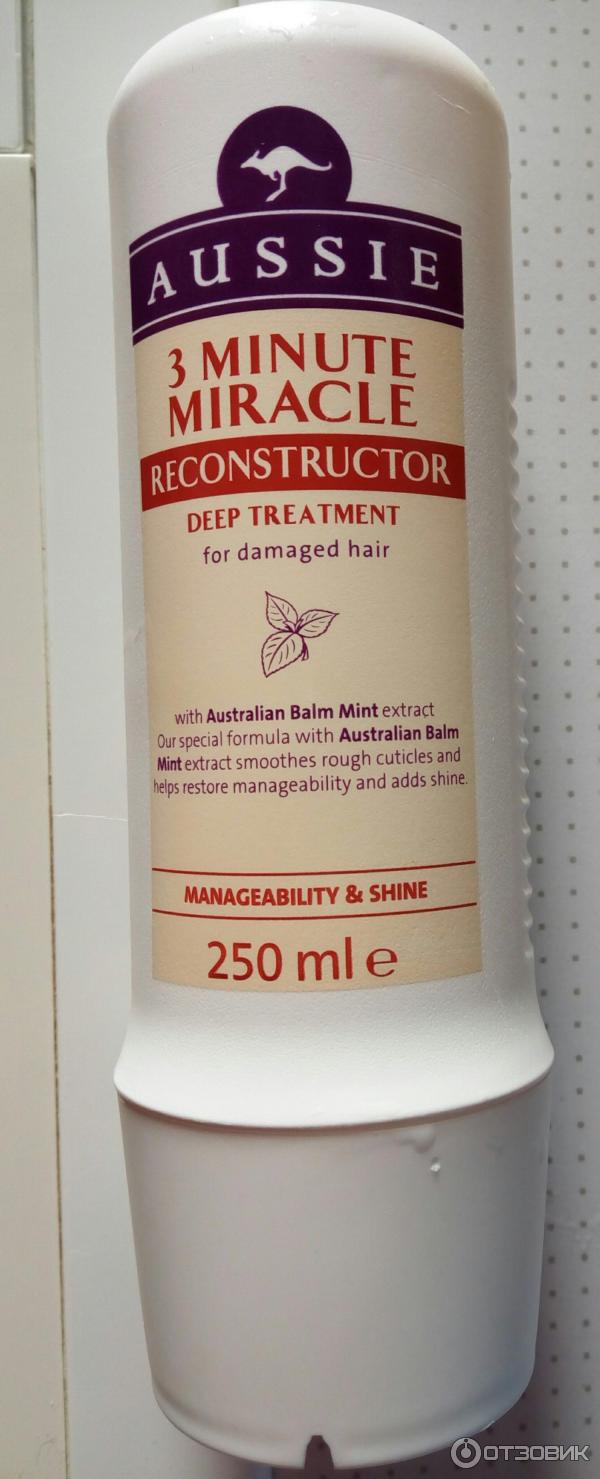 AUSSIE
3 MINUTE
MIRACLE
RECONSTRUCTOR
DEEP TREATMENT
for damaged hair
with Australian Balm Mint extract
Our special formula with Australian Balm
Mint extract smoothes rough cuticles and
helps restore manageability and adds shine.
MANAGEABILITY & SHINE
250 ml e
ОТЗОВИК